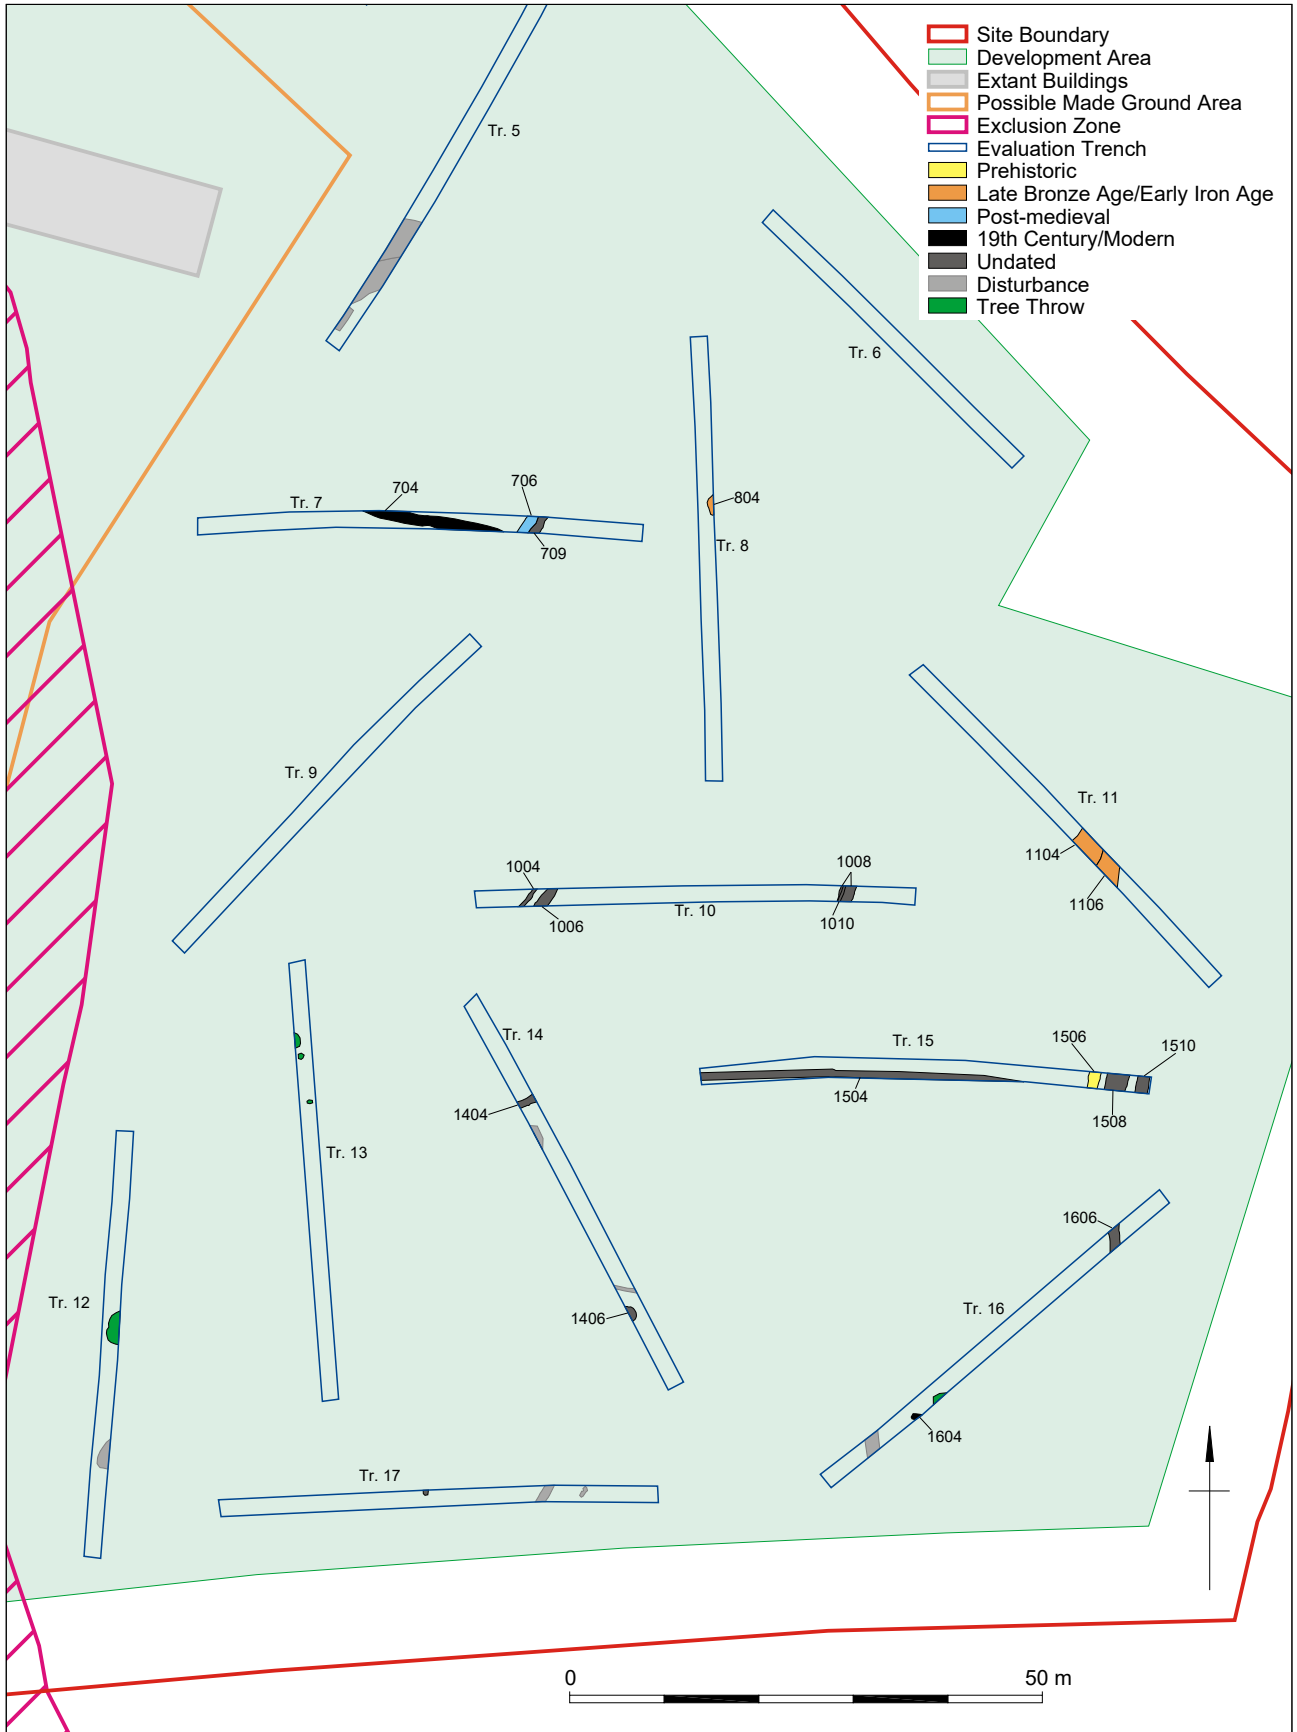 Site Boundary
Development Area
Extant Buildings
Possible Made Ground Area
Exclusion Zone
Evaluation Trench
Prehistoric
Late Bronze Age/Early Iron Age
Post-medieval
19th Century/Modern
Undated
Disturbance
Tree Throw
Tr. 5
Tr. 6
704
706
Tr. 7
804
Tr. 8
709
Tr. 9
Tr. 11
1104
1106
1004
1008
1006
Tr. 10
1010
Tr. 14
Tr. 15
1506
1510
1404
1504
1508
Tr. 13
1606
Tr. 12
1406
Tr. 16
1604
Tr. 17
0
50 m